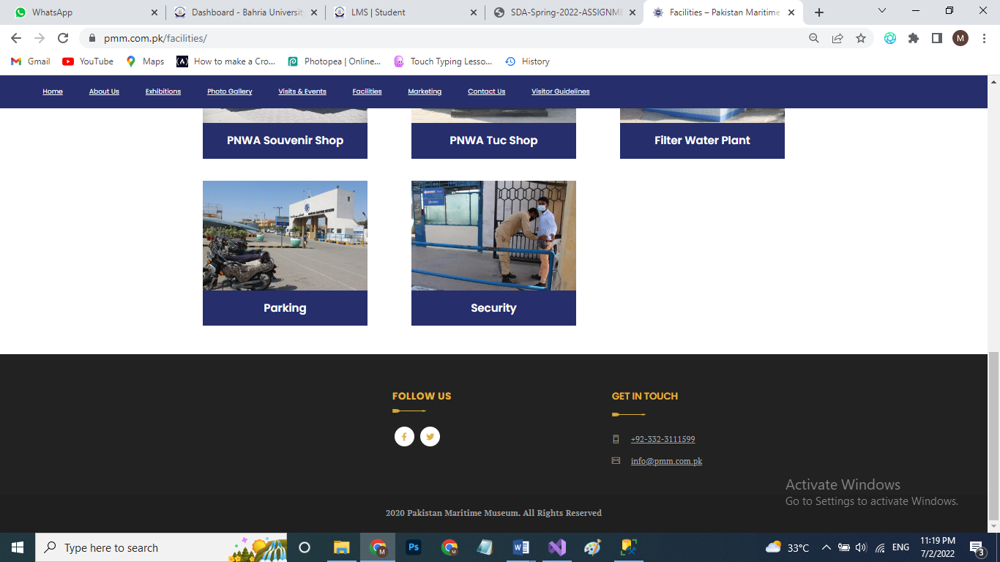 WhatsApp
Dashboard - Bahria Universit
LMS | Student
SDA-Spring-2022-ASSIGNME
Facilities – Pakistan Maritime
pmm.com.pk/facilities/
M
Gmail
YouTube
Maps
How to make a Cro...
Photopea | Online...
Touch Typing Lesso...
History
Home
About Us
Exhibitions
Photo Gallery
Visits & Events
Facilities
Marketing
Contact Us
Visitor Guidelines
PNWA Souvenir Shop
PNWA Tuc Shop
Filter Water Plant
Parking
Security
FOLLOW US
GET IN TOUCH
+92-332-3111599
info@pmm.com.pk
Activate Windows
Go to Settings to activate Windows.
2020 Pakistan Maritime Museum. All Rights Reserved
Type here to search
M
Ps
33°C
ENG
11:19 PM
7/2/2022
3